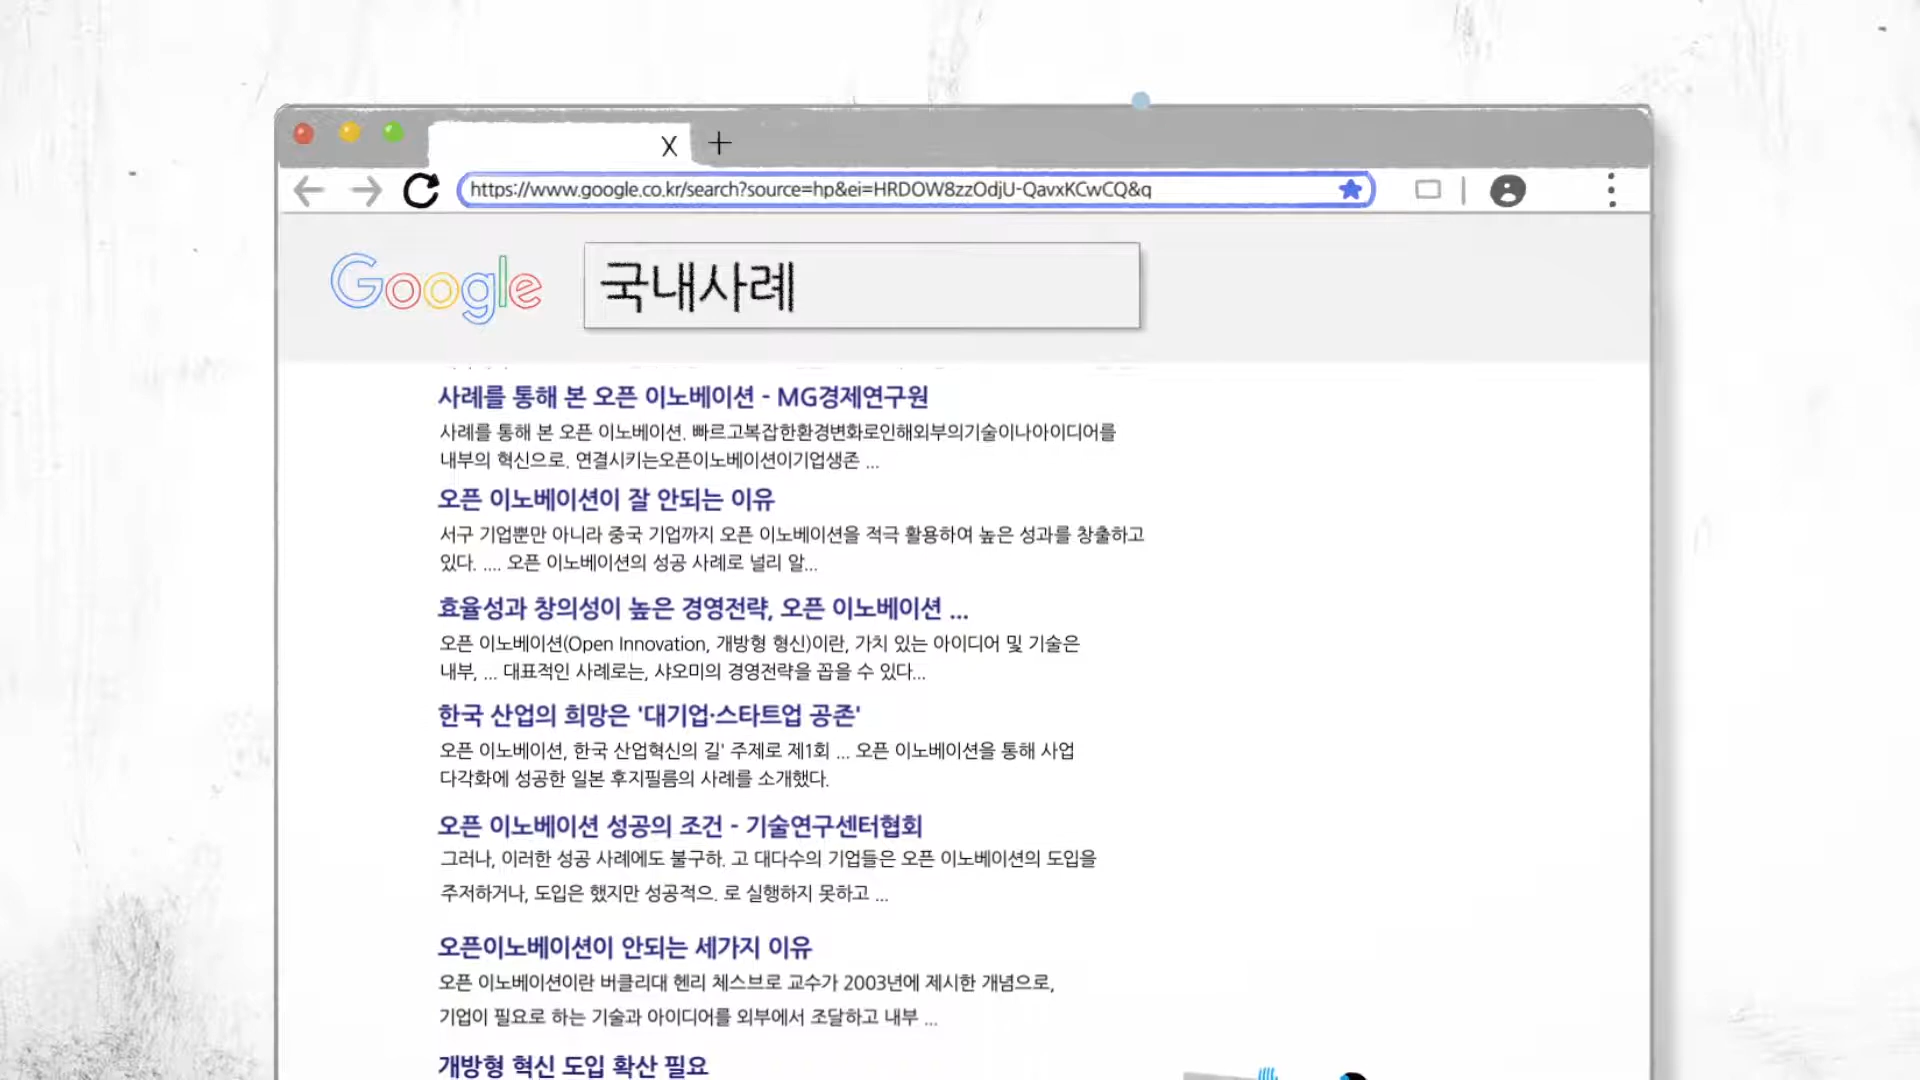 X +
https://www.google.co.kr/search?source=hp&ei=HRDOW8zzOdjU-QavxKCwCQ&q
Google
국내사례
사례를 통해 본 오픈 이노베이션 - MG경제연구원
사례를 통해 본 오픈 이노베이션. 빠르고복잡한환경변화로인해외부의기술이나아이디어를
내부의 혁신으로. 연결시키는오픈이노베이션이기업생존 ...
오픈 이노베이션이 잘 안되는 이유
서구 기업뿐만 아니라 중국 기업까지 오픈 이노베이션을 적극 활용하여 높은 성과를 창출하고
있다. .... 오픈 이노베이션의 성공 사례로 널리 알...
효율성과 창의성이 높은 경영전략, 오픈 이노베이션 ...
오픈 이노베이션(Open Innovation, 개방형 형신)이란, 가치 있는 아이디어 및 기술은
내부, ... 대표적인 사례로는, 샤오미의 경영전략을 꼽을 수 있다...
한국 산업의 희망은 '대기업·스타트업 공존'
오픈 이노베이션, 한국 산업혁신의 길' 주제로 제1회 ... 오픈 이노베이션을 통해 사업
다각화에 성공한 일본 후지필름의 사례를 소개했다.
오픈 이노베이션 성공의 조건 - 기술연구센터협회
그러나, 이러한 성공 사례에도 불구하. 고 대다수의 기업들은 오픈 이노베이션의 도입을
주저하거나, 도입은 했지만 성공적으. 로 실행하지 못하고 ...
오픈이노베이션이 안되는 세가지 이유
오픈 이노베이션이란 버클리대 헨리 체스브로 교수가 2003년에 제시한 개념으로,
기업이 필요로 하는 기술과 아이디어를 외부에서 조달하고 내부 ...
개방형 혁신 도입 확산 필요